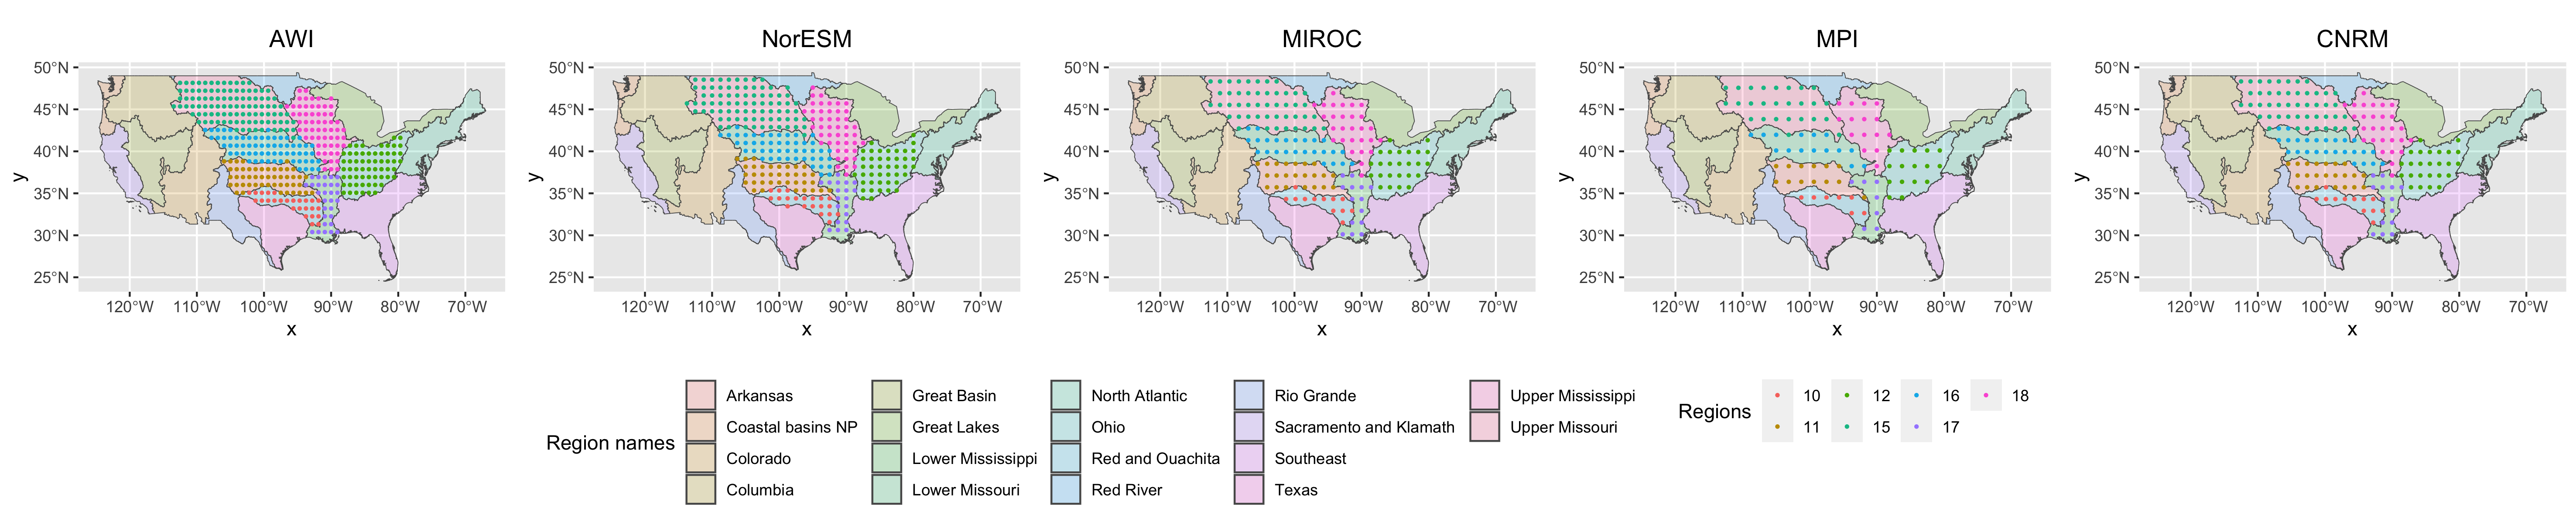 AWI
NorESM
MIROC
MPI
CNRM
50°N
45°N
40°N
35°N
30°N
25°N
y
120°W 110°W 100°W 90°W 80°W 70°W
x
50°N
45°N
40°N
35°N
30°N
25°N
y
120°W 110°W 100°W 90°W 80°W 70°W
x
50°N
45°N
40°N
35°N
30°N
25°N
y
120°W 110°W 100°W 90°W 80°W 70°W
x
50°N
45°N
40°N
35°N
30°N
25°N
y
120°W 110°W 100°W 90°W 80°W 70°W
x
50°N
45°N
40°N
35°N
30°N
25°N
y
120°W 110°W 100°W 90°W 80°W 70°W
x
Region names
Arkansas
Coastal basins NP
Colorado
Columbia
Great Basin
Great Lakes
Lower Mississippi
Lower Missouri
North Atlantic
Ohio
Red and Ouachita
Red River
Rio Grande
Sacramento and Klamath
Southeast
Texas
Upper Mississippi
Upper Missouri
Regions
10
11
12
15
16
17
18